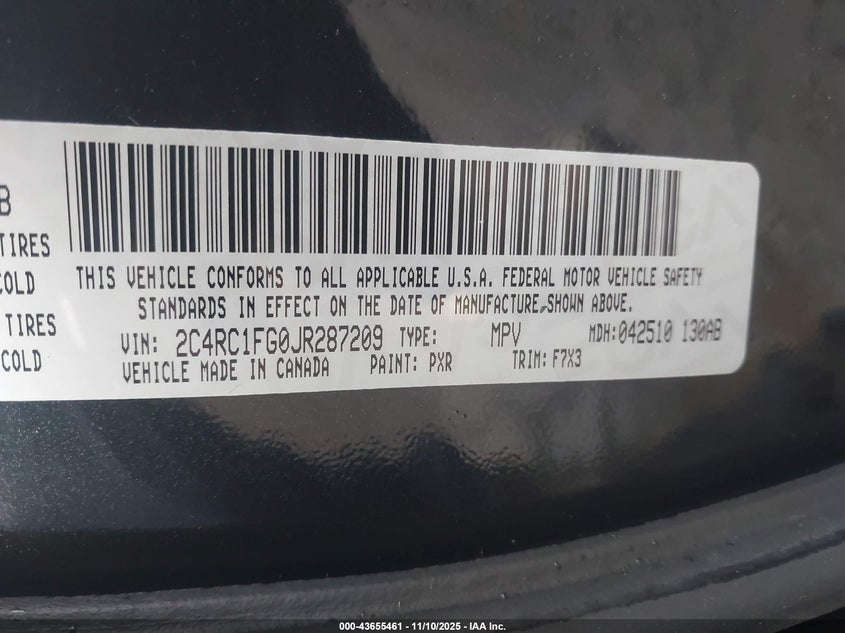 B
TIRES
COLD
TIRES
COLD
THIS VEHICLE CONFORMS TO ALL APPLICABLE U.S.A. FEDERAL MOTOR VEHICLE SAFETY
STANDARDS IN EFFECT ON THE DATE OF MANUFACTURE SHOWN ABOVE.
VIN: 2C4RC1FG0JR287209 TYPE: MPV MDH:042510 130AB
VEHICLE MADE IN CANADA PAINT: PXR TRIM: F7X3
000-43655461 - 11/10/2025 - IAA Inc.